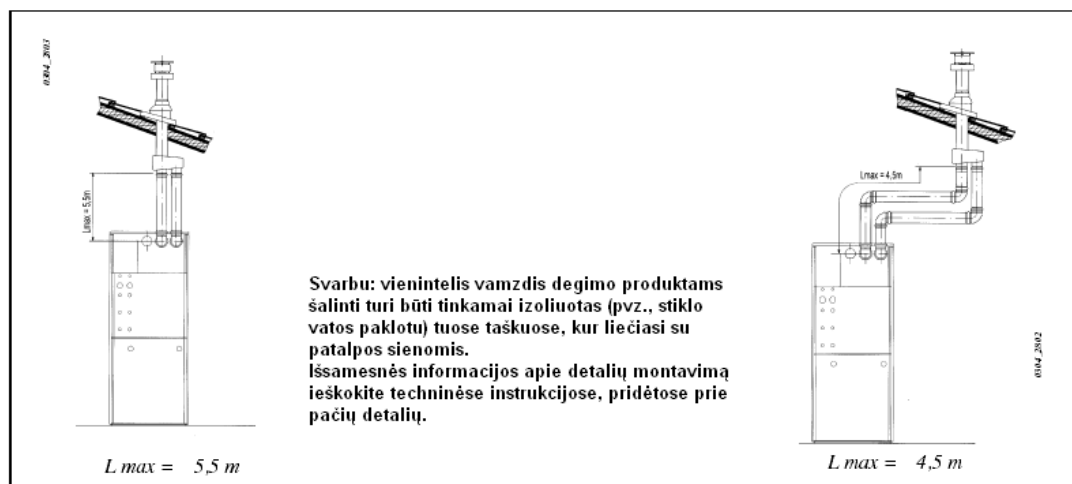 0304_2803
Lmax = 5,5m
L max = 5,5 m
Svarbu: vienintelis vamzdis degimo produktams
šalinti turi būti tinkamai izoliuotas (pvz., stiklo
vatos paklotu) tuose taškuose, kur liečiasi su
patalpos sienomis.
Išsamesnės informacijos apie detalių montavimą
ieškokite techninėse instrukcijose, pridėtose prie
pačių detalių.
Lmax = 4,5m
0304_2802
L max = 4,5 m